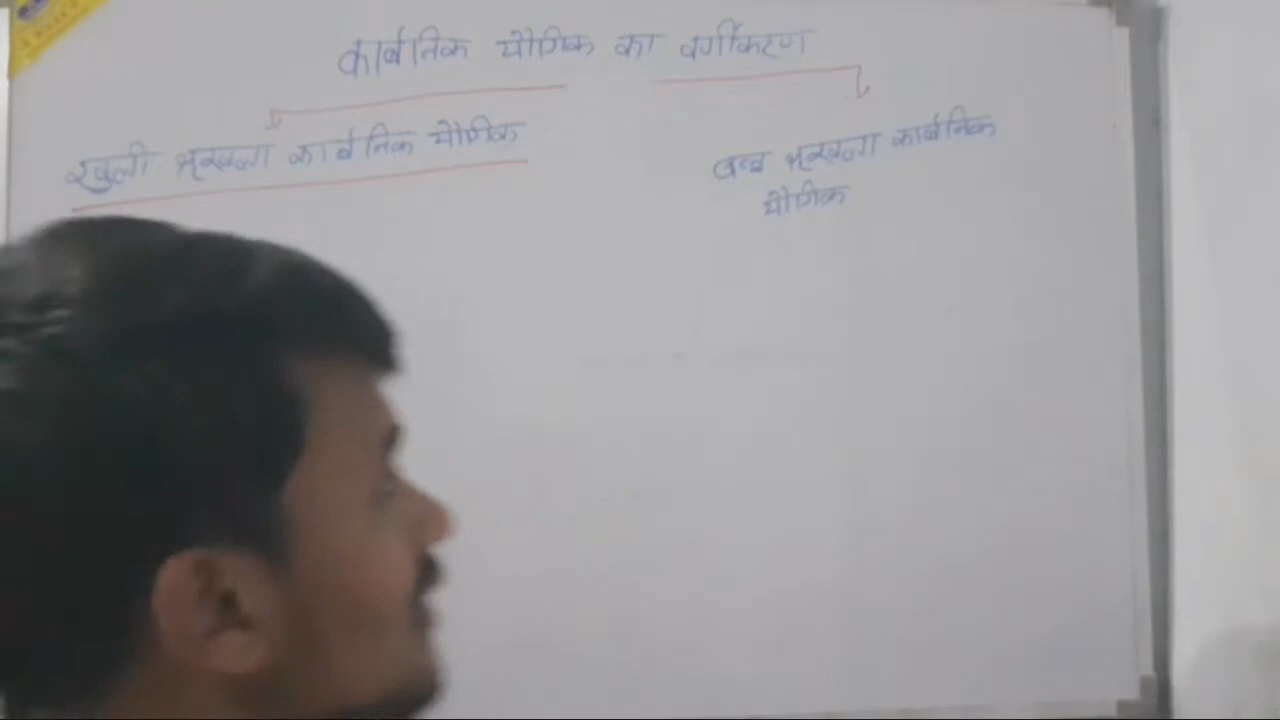 कार्बनिक यौगिक का वर्गीकरण
खुली श्रृंखला कार्बनिक यौगिक
बन्द श्रृंखला कार्बनिक
यौगिक